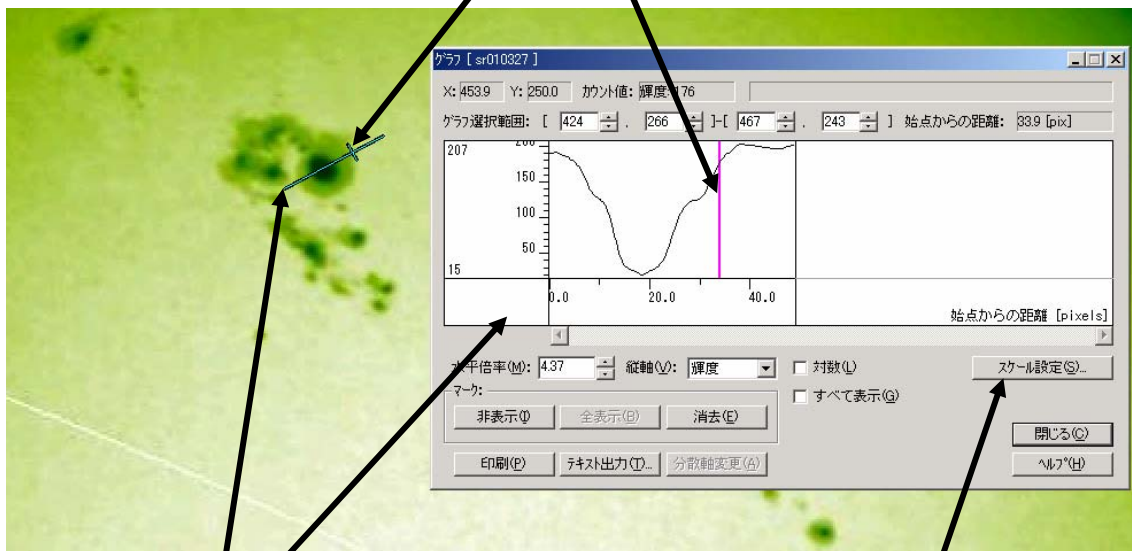 グラフ [ sr010327 ]
X: 453.9 Y: 250.0 カウント値: 輝度:176
グラフ選択範囲: [ 424 , 266 ]-[ 467 , 243 ] 始点からの距離: 33.9 [pix]
207
200
150
100
50
15
0.0 20.0 40.0
始点からの距離 [pixels]
水平倍率(M): 4.37 縦軸(V): 輝度 対数(L) スケール設定(S)...
マーク: すべて表示(G)
非表示(I) 全表示(B) 消去(E)
閉じる(C)
印刷(P) テキスト出力(T)... 分散軸変更(A) ヘルプ(H)